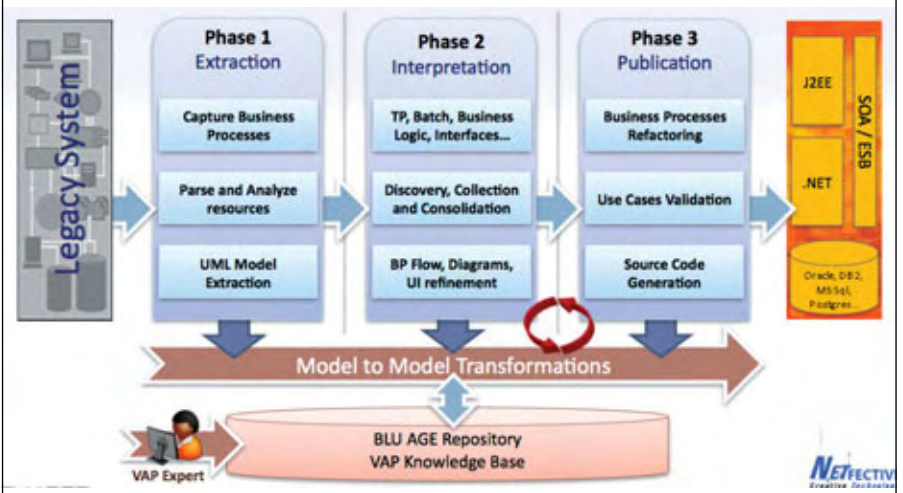 Legacy System
Phase 1
Extraction
Capture Business
Processes
Parse and Analyze
resources
UML Model
Extraction
Phase 2
Interpretation
TP, Batch, Business
Logic, Interfaces...
Discovery, Collection
and Consolidation
BP Flow, Diagrams,
UI refinement
Phase 3
Publication
Business Processes
Refactoring
Use Cases Validation
Source Code
Generation
J2EE
.NET
SOA / ESB
Oracle, DB2,
MSSql,
Postgres...
Model to Model Transformations
VAP Expert
BLU AGE Repository
VAP Knowledge Base
NETFECTIVE
Creative Technology